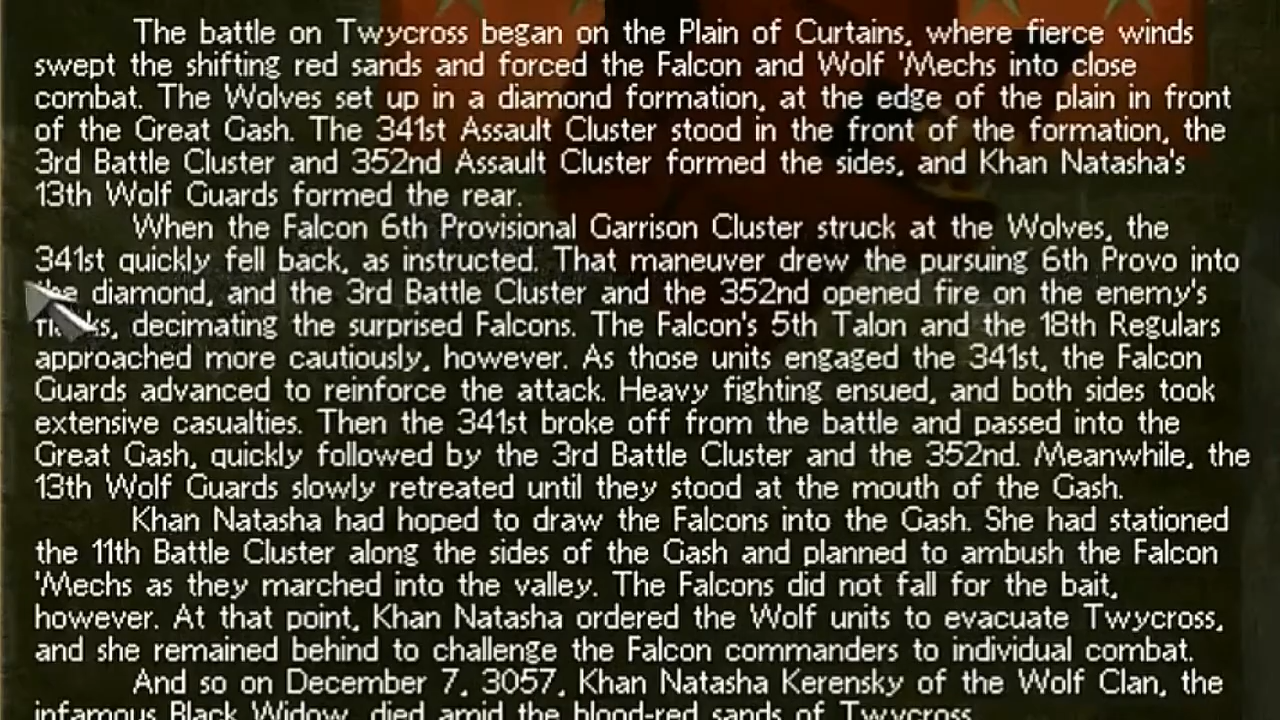 The battle on Twycross began on the Plain of Curtains, where fierce winds
swept the shifting red sands and forced the Falcon and Wolf 'Mechs into close
combat. The Wolves set up in a diamond formation, at the edge of the plain in front
of the Great Gash. The 341st Assault Cluster stood in the front of the formation, the
3rd Battle Cluster and 352nd Assault Cluster formed the sides, and Khan Natasha's
13th Wolf Guards formed the rear.
When the Falcon 6th Provisional Garrison Cluster struck at the Wolves, the
341st quickly fell back, as instructed. That maneuver drew the pursuing 6th Provo into
the diamond, and the 3rd Battle Cluster and the 352nd opened fire on the enemy's
decimating the surprised Falcons. The Falcon's 5th Talon and the 18th Regulars
approached more cautiously, however. As those units engaged the 341st, the Falcon
Guards advanced to reinforce the attack. Heavy fighting ensued, and both sides took
extensive casualties. Then the 341st broke off from the battle and passed into the
Great Gash, quickly followed by the 3rd Battle Cluster and the 352nd. Meanwhile, the
13th Wolf Guards slowly retreated until they stood at the mouth of the Gash.
Khan Natasha had hoped to draw the Falcons into the Gash. She had stationed
the 11th Battle Cluster along the sides of the Gash and planned to ambush the Falcon
'Mechs as they marched into the valley. The Falcons did not fall for the bait,
however. At that point, Khan Natasha ordered the Wolf units to evacuate Twycross,
and she remained behind to challenge the Falcon commanders to individual combat.
And so on December 7, 3057, Khan Natasha Kerensky of the Wolf Clan, the
infamous Black Widow, died amid the blood-red sands of Twycross.